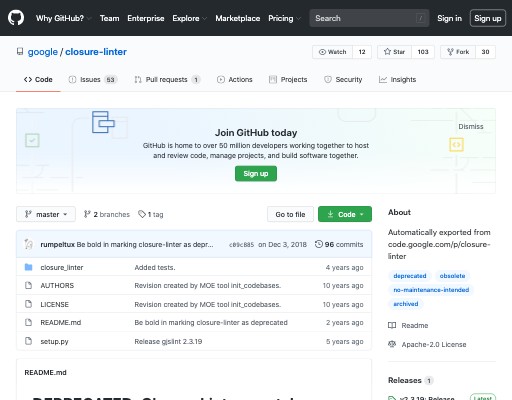 Why GitHub? Team Enterprise Explore Marketplace Pricing Search / Sign in Sign up
google / closure-linter
Watch 12 Star 103 Fork 30
Code Issues 53 Pull requests 1 Actions Projects Security Insights
Join GitHub today
Dismiss
GitHub is home to over 50 million developers working together to host
and review code, manage projects, and build software together.
Sign up
master 2 branches 1 tag Go to file Code
rumpeltux Be bold in marking closure-linter as depr... c09c885 on Dec 3, 2018 96 commits
closure_linter Added tests. 4 years ago
AUTHORS Revision created by MOE tool init_codebases. 10 years ago
LICENSE Revision created by MOE tool init_codebases. 10 years ago
README.md Be bold in marking closure-linter as deprecated 2 years ago
setup.py Release gjslint 2.3.19 5 years ago
README.md
About
Automatically exported from
code.google.com/p/closure-
linter
deprecated obsolete
no-maintenance-intended
archived
Readme
Apache-2.0 License
Releases 1
v2.3.19: Release Latest